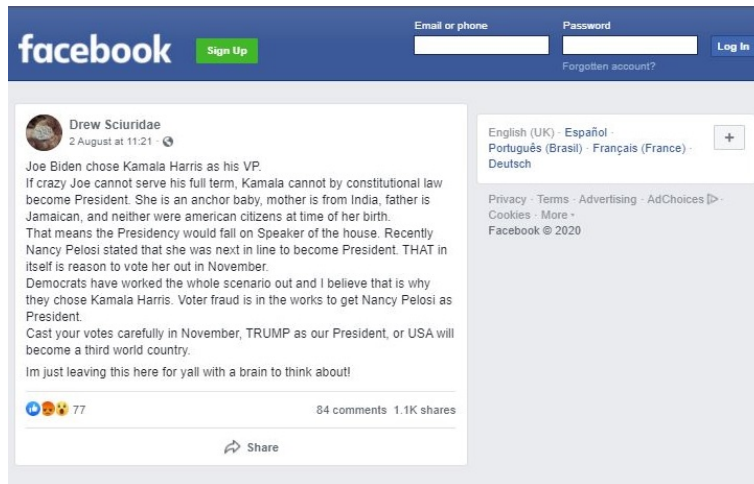 Email or phone
Password
facebook
Sign Up
Log In
Forgotten account?
Drew Sciuridae
2 August at 11:21 ·
Joe Biden chose Kamala Harris as his VP.
If crazy Joe cannot serve his full term, Kamala cannot by constitutional law
become President. She is an anchor baby, mother is from India, father is
Jamaican, and neither were american citizens at time of her birth.
That means the Presidency would fall on Speaker of the house. Recently
Nancy Pelosi stated that she was next in line to become President. THAT in
itself is reason to vote her out in November.
Democrats have worked the whole scenario out and I believe that is why
they chose Kamala Harris. Voter fraud is in the works to get Nancy Pelosi as
President.
Cast your votes carefully in November, TRUMP as our President, or USA will
become a third world country.
Im just leaving this here for yall with a brain to think about!
77
84 comments 1.1K shares
Share
English (UK) · Español ·
Português (Brasil) · Français (France) ·
Deutsch
+
Privacy · Terms · Advertising · AdChoices ·
Cookies · More
Facebook © 2020